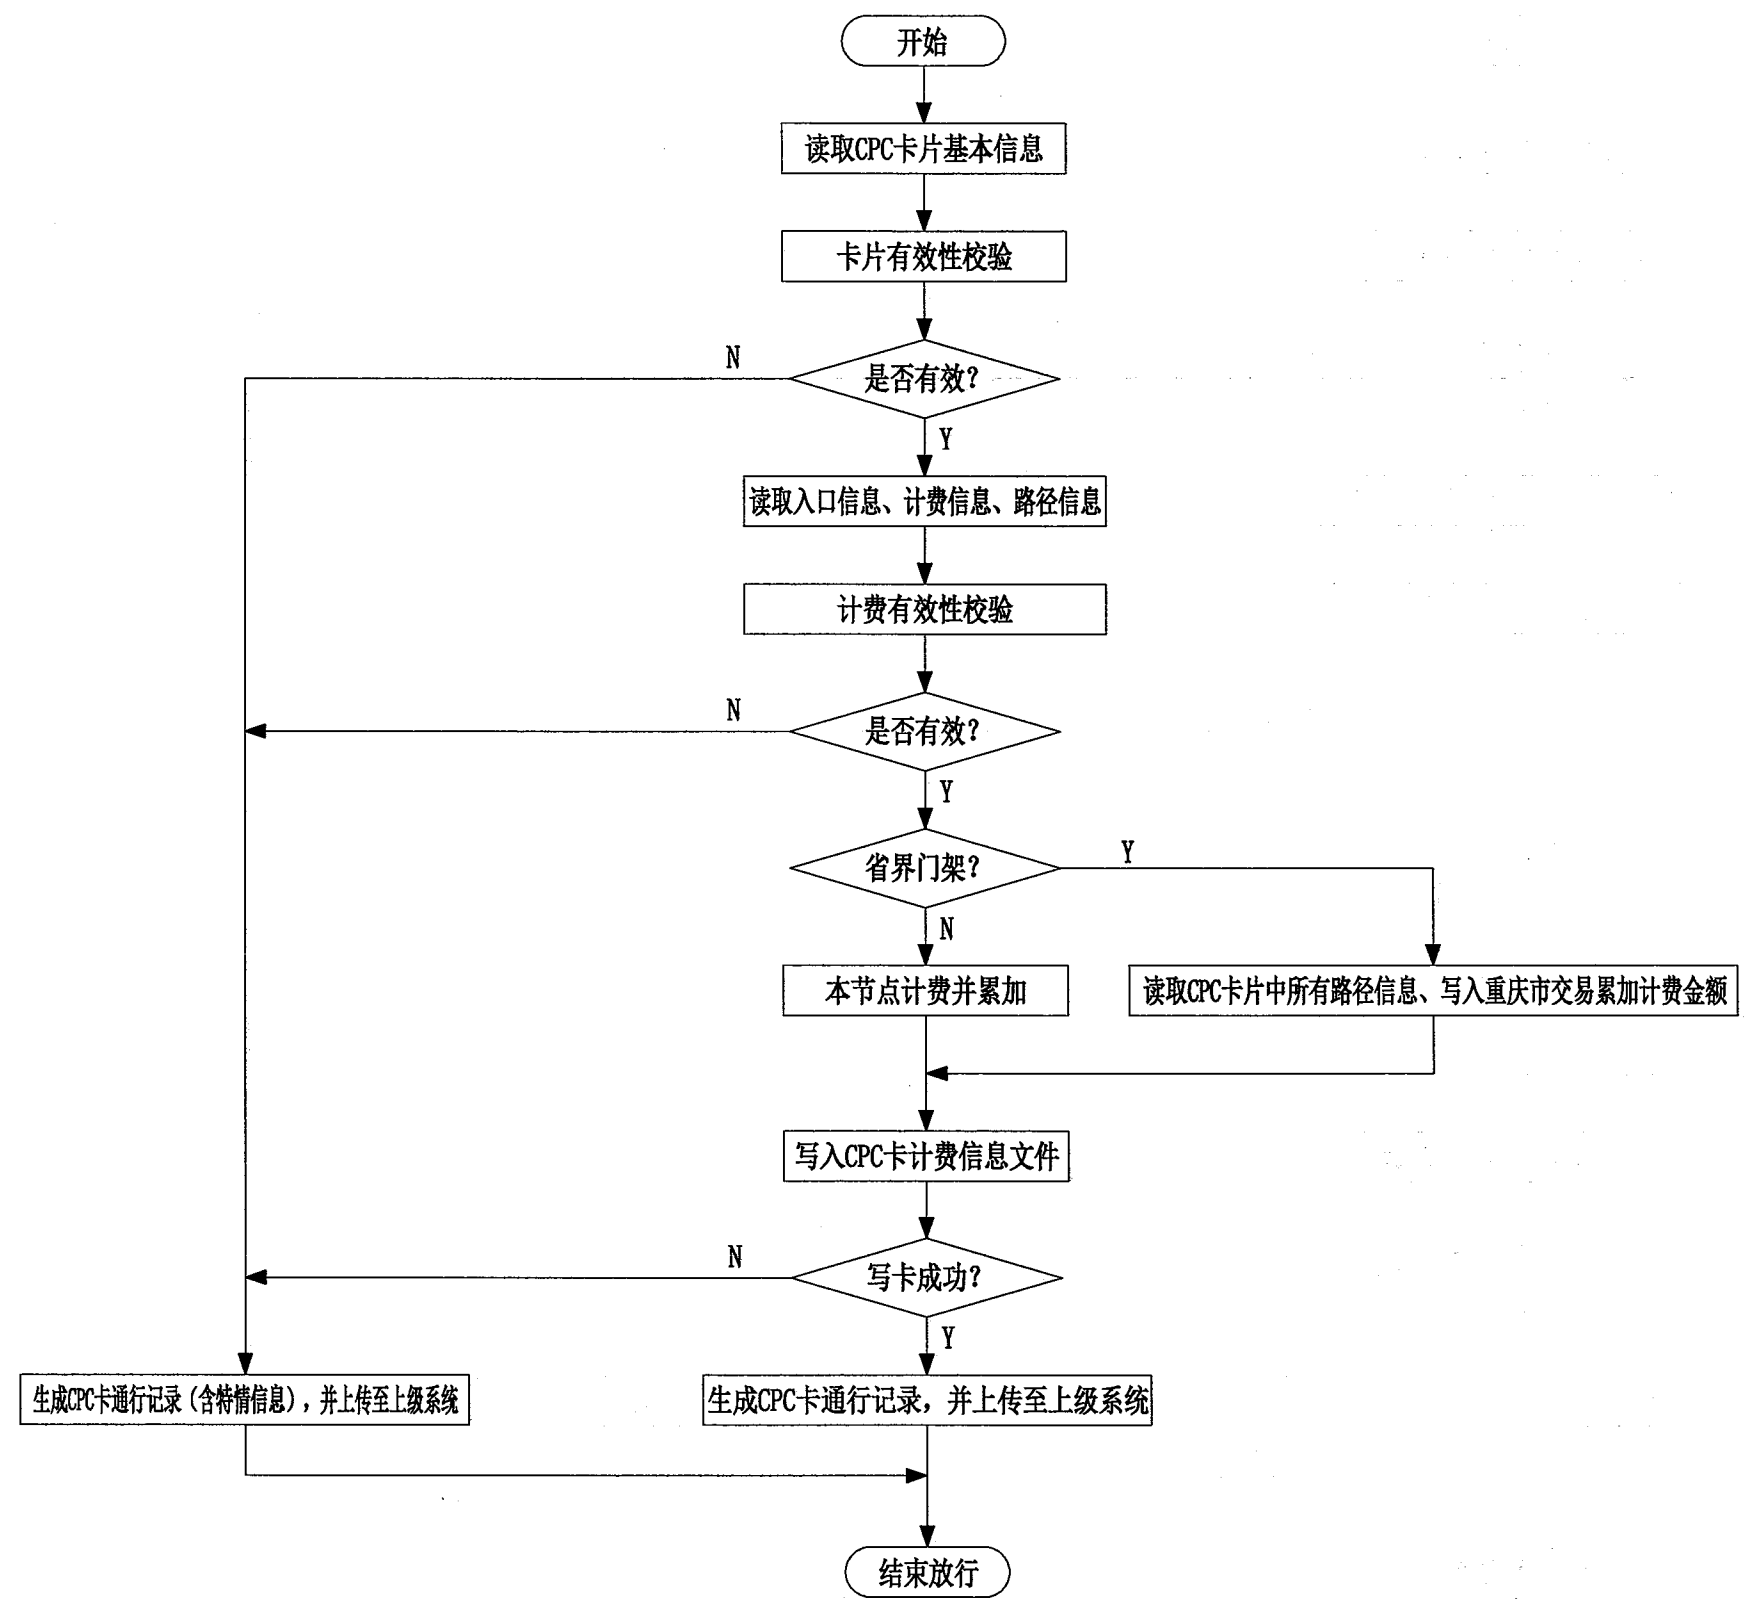 开始
读取CPC卡片基本信息
卡片有效性校验
N
是否有效?
Y
读取入口信息、计费信息、路径信息
计费有效性校验
N
是否有效?
Y
省界门架?
Y
N
本节点计费并累加
读取CPC卡片中所有路径信息、写入重庆市交易累加计费金额
写入CPC卡计费信息文件
N
写卡成功?
Y
生成CPC卡通行记录(含特情信息),并上传至上级系统
生成CPC卡通行记录,并上传至上级系统
结束放行